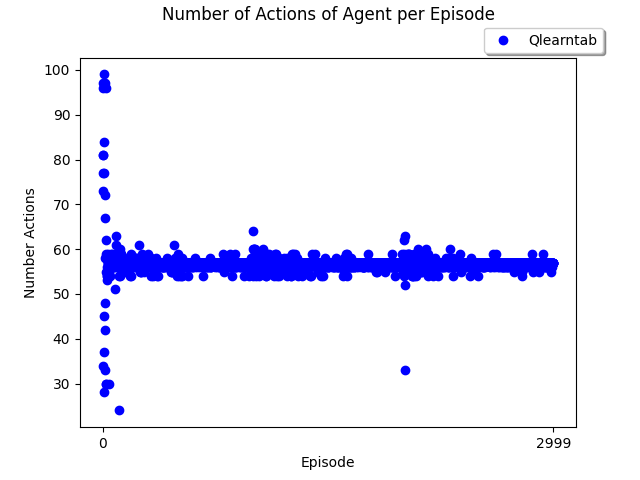 Number of Actions of Agent per Episode
Qlearntab
100
90
80
70
60
50
40
30
Number Actions
0
2999
Episode